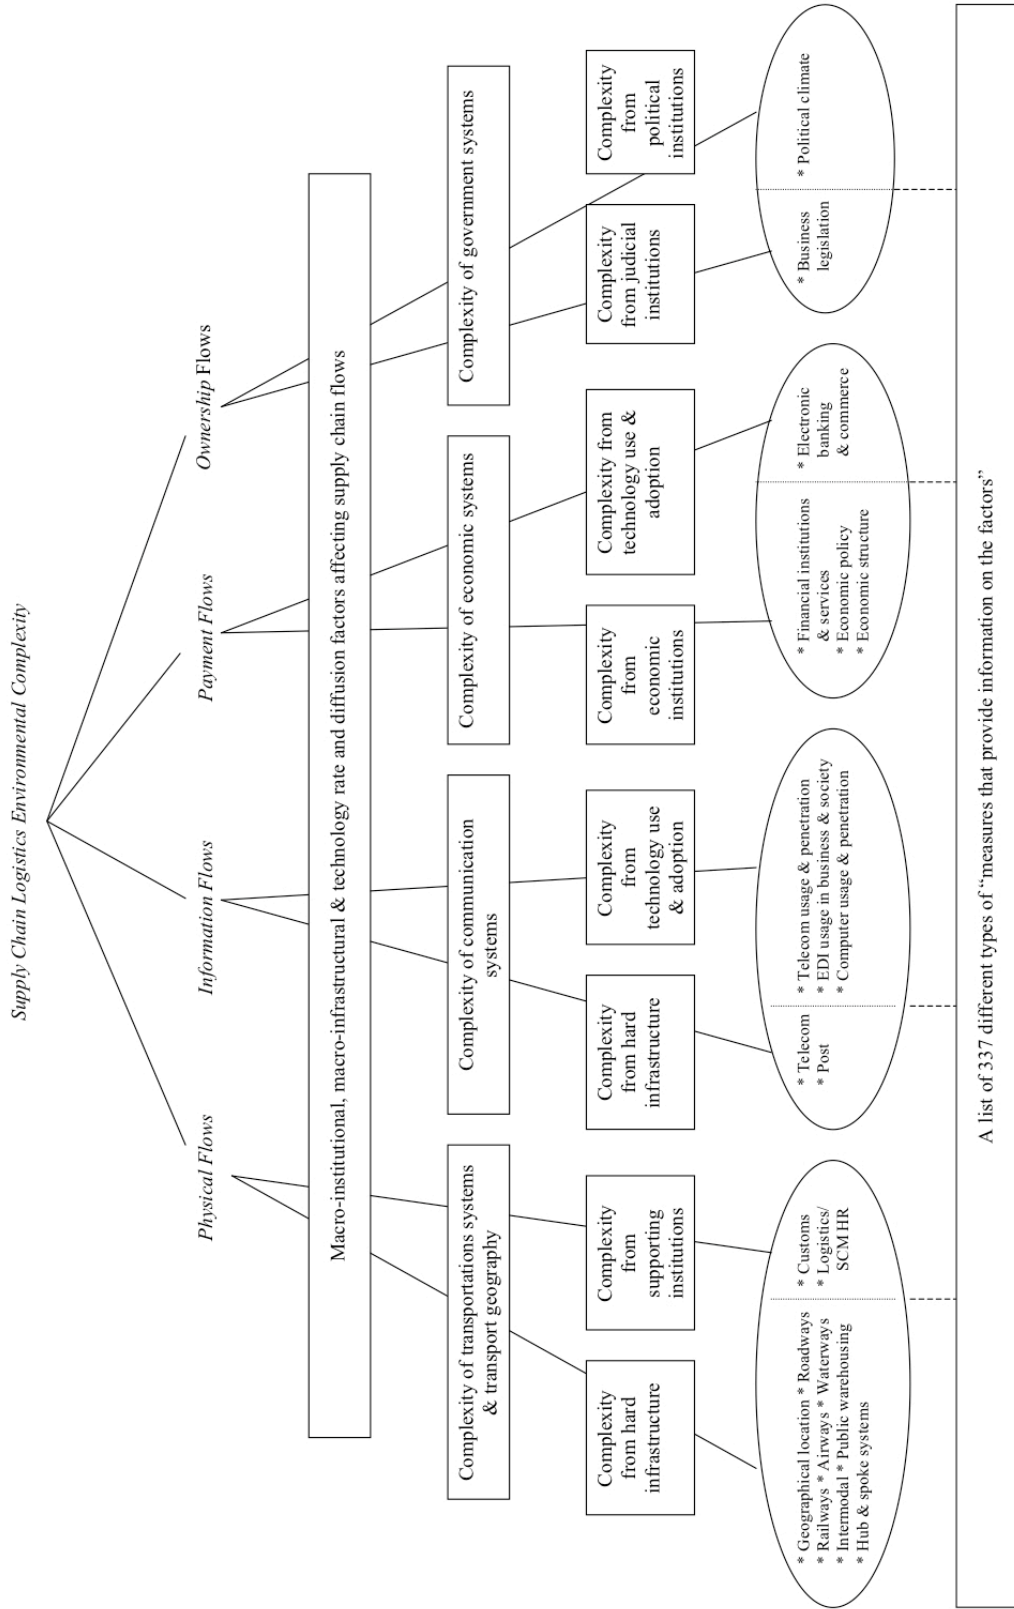 Supply Chain Logistics Environmental Complexity
Physical Flows
Information Flows
Payment Flows
Ownership Flows
Macro-institutional, macro-infrastructural & technology rate and diffusion factors affecting supply chain flows
Complexity of transportations systems
& transport geography
Complexity of communication
systems
Complexity of economic systems
Complexity of government systems
Complexity
from hard
infrastructure
Complexity
from
supporting
institutions
Complexity
from hard
infrastructure
Complexity
from
technology use
& adoption
Complexity
from
economic
institutions
Complexity from
technology use &
adoption
Complexity
from judicial
institutions
Complexity
from
political
institutions
* Geographical location * Roadways
* Railways * Airways * Waterways
* Intermodal * Public warehousing
* Hub & spoke systems
* Customs
* Logistics/
SCM HR
* Telecom
* Post
* Telecom usage & penetration
* EDI usage in business & society
* Computer usage & penetration
* Financial institutions
& services
* Economic policy
* Economic structure
* Electronic
banking
& commerce
* Business
legislation
* Political climate
A list of 337 different types of “measures that provide information on the factors”